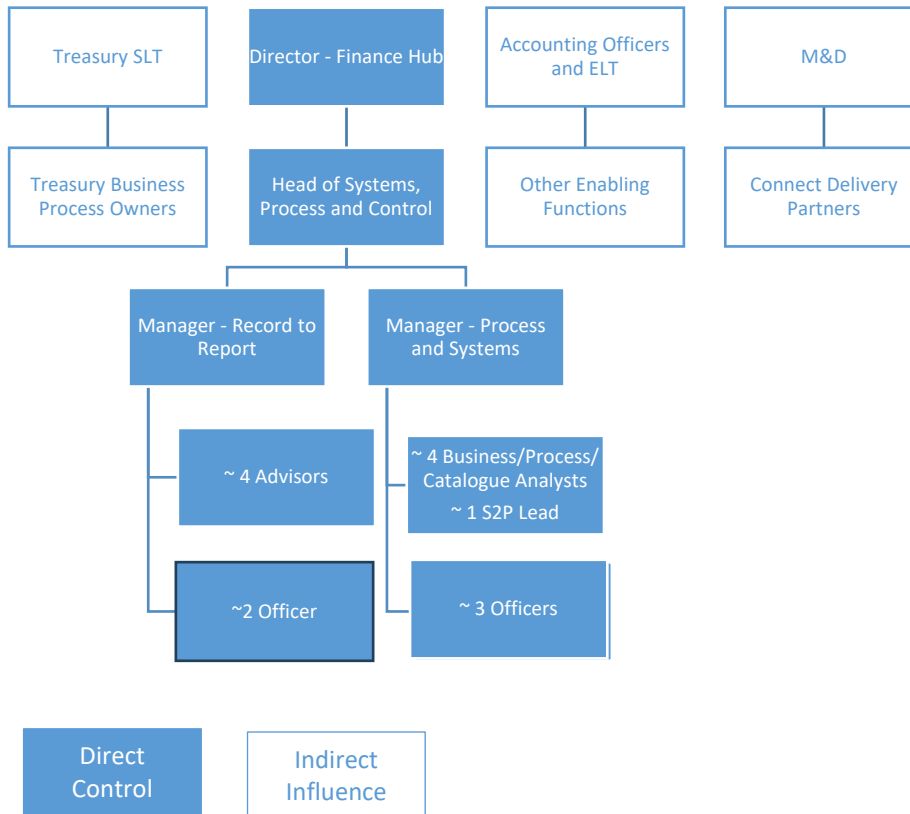 Treasury SLT
Director - Finance Hub
Accounting Officers
and ELT
M&D
Treasury Business
Process Owners
Head of Systems,
Process and Control
Other Enabling
Functions
Connect Delivery
Partners
Manager - Record to
Report
Manager - Process
and Systems
~ 4 Advisors
~ 4 Business/Process/
Catalogue Analysts
~ 1 S2P Lead
~2 Officer
~ 3 Officers
Direct
Control
Indirect
Influence